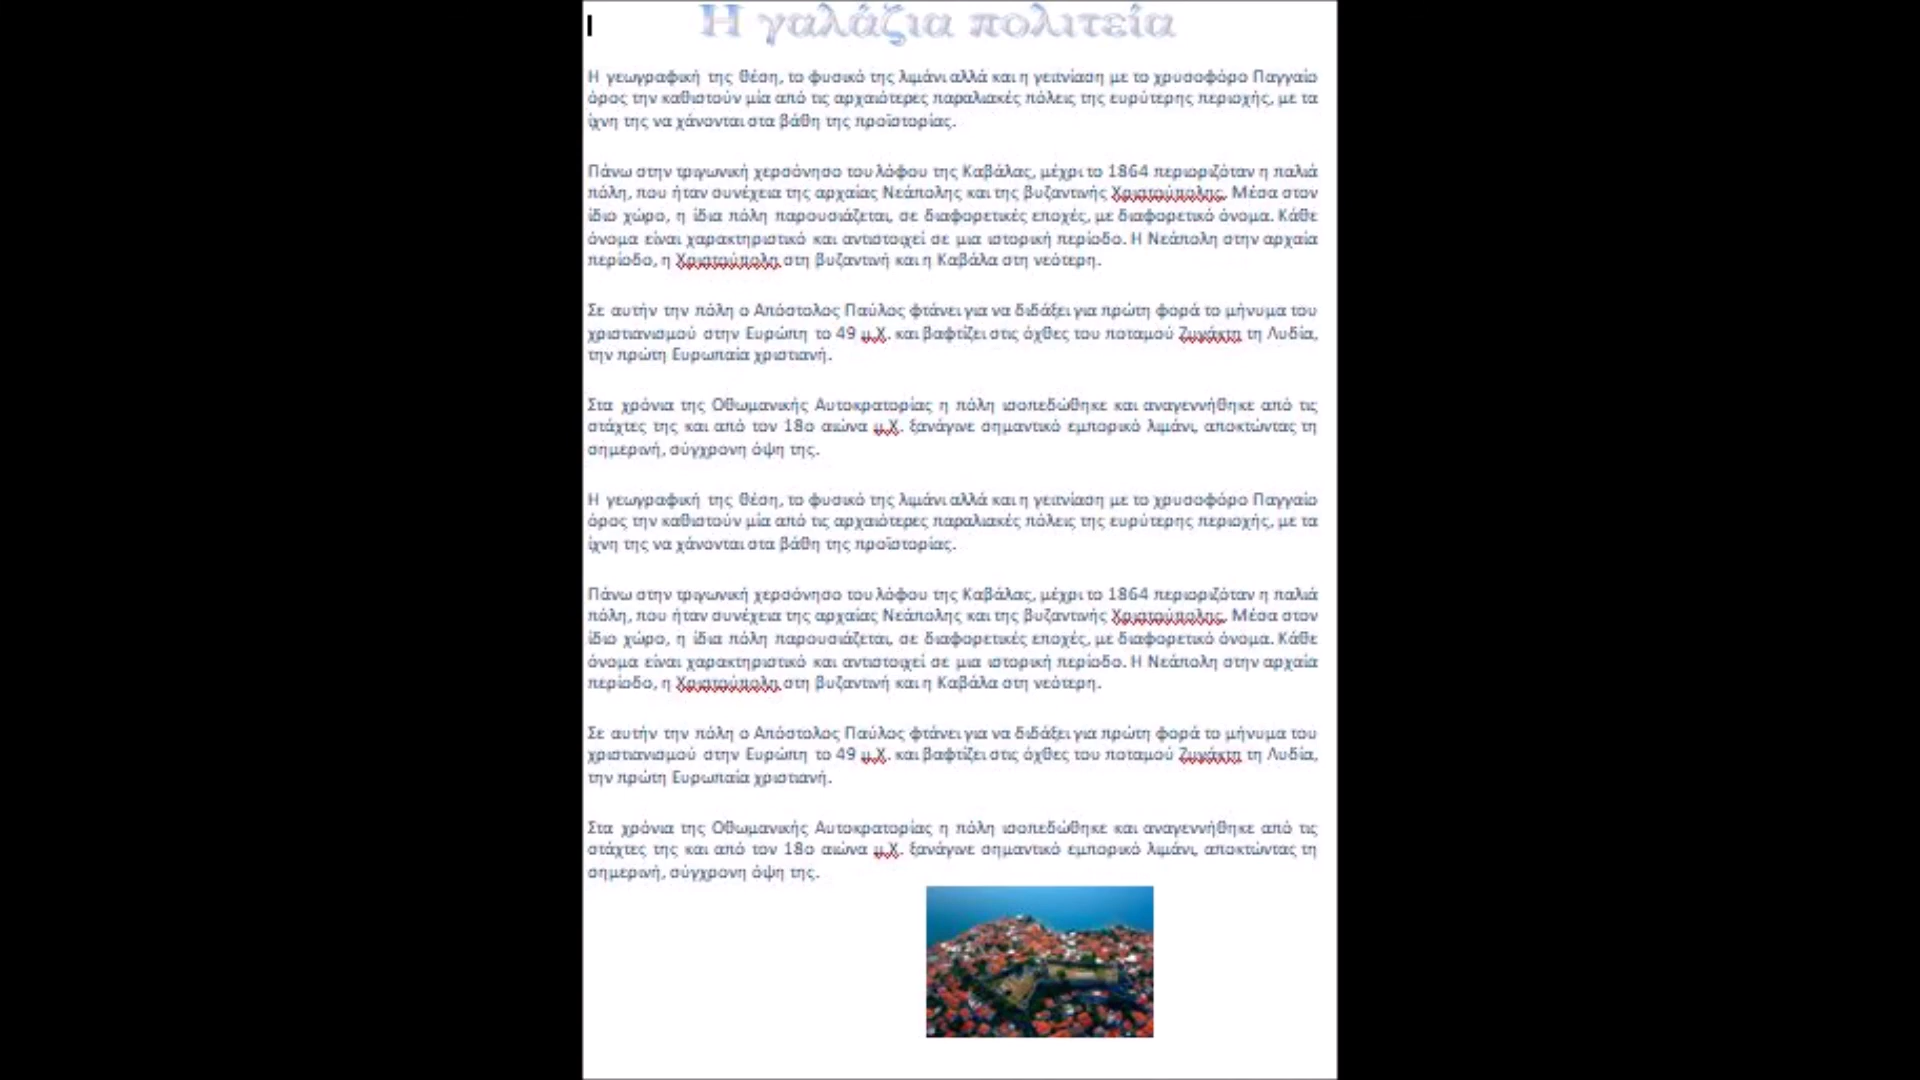 Η γαλάζια πολιτεία
Η γεωγραφική της θέση, το φυσικό της λιμάνι αλλά και η γειτνίαση με το χρυσοφόρο Παγγαίο
όρος την καθιστούν μία από τις αρχαιότερες παραλιακές πόλεις της ευρύτερης περιοχής, με τα
ίχνη της να χάνονται στα βάθη της προϊστορίας.
Πάνω στην τριγωνική χερσόνησο του λόφου της Καβάλας, μέχρι το 1864 περιοριζόταν η παλιά
πόλη, που ήταν συνέχεια της αρχαίας Νεάπολης και της βυζαντινής Χριστούπολης. Μέσα στον
ίδιο χώρο, η ίδια πόλη παρουσιάζεται, σε διαφορετικές εποχές, με διαφορετικό όνομα. Κάθε
όνομα είναι χαρακτηριστικό και αντιστοιχεί σε μια ιστορική περίοδο. Η Νεάπολη στην αρχαία
περίοδο, η Χριστούπολη στη βυζαντινή και η Καβάλα στη νεότερη.
Σε αυτήν την πόλη ο Απόστολος Παύλος φτάνει για να διδάξει για πρώτη φορά το μήνυμα του
χριστιανισμού στην Ευρώπη το 49 μ.Χ. και βαφτίζει στις όχθες του ποταμού Ζυγάκτη τη Λυδία,
την πρώτη Ευρωπαία χριστιανή.
Στα χρόνια της Οθωμανικής Αυτοκρατορίας η πόλη ισοπεδώθηκε και αναγεννήθηκε από τις
στάχτες της και από τον 18ο αιώνα μ.Χ. ξανάγινε σημαντικό εμπορικό λιμάνι, αποκτώντας τη
σημερινή, σύγχρονη όψη της.
Η γεωγραφική της θέση, το φυσικό της λιμάνι αλλά και η γειτνίαση με το χρυσοφόρο Παγγαίο
όρος την καθιστούν μία από τις αρχαιότερες παραλιακές πόλεις της ευρύτερης περιοχής, με τα
ίχνη της να χάνονται στα βάθη της προϊστορίας.
Πάνω στην τριγωνική χερσόνησο του λόφου της Καβάλας, μέχρι το 1864 περιοριζόταν η παλιά
πόλη, που ήταν συνέχεια της αρχαίας Νεάπολης και της βυζαντινής Χριστούπολης. Μέσα στον
ίδιο χώρο, η ίδια πόλη παρουσιάζεται, σε διαφορετικές εποχές, με διαφορετικό όνομα. Κάθε
όνομα είναι χαρακτηριστικό και αντιστοιχεί σε μια ιστορική περίοδο. Η Νεάπολη στην αρχαία
περίοδο, η Χριστούπολη στη βυζαντινή και η Καβάλα στη νεότερη.
Σε αυτήν την πόλη ο Απόστολος Παύλος φτάνει για να διδάξει για πρώτη φορά το μήνυμα του
χριστιανισμού στην Ευρώπη το 49 μ.Χ. και βαφτίζει στις όχθες του ποταμού Ζυγάκτη τη Λυδία,
την πρώτη Ευρωπαία χριστιανή.
Στα χρόνια της Οθωμανικής Αυτοκρατορίας η πόλη ισοπεδώθηκε και αναγεννήθηκε από τις
στάχτες της και από τον 18ο αιώνα μ.Χ. ξανάγινε σημαντικό εμπορικό λιμάνι, αποκτώντας τη
σημερινή, σύγχρονη όψη της.